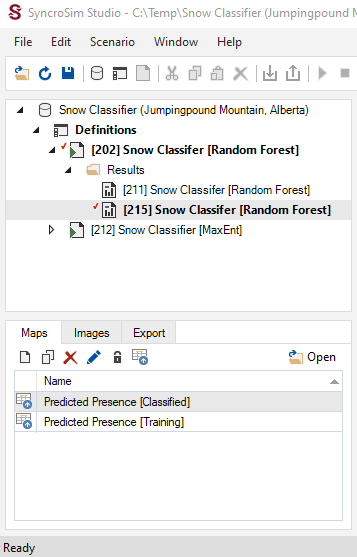 SyncroSim Studio - C:\Temp\Snow Classifier (Jumpingpound M
File Edit Scenario Window Help
Snow Classifier (Jumpingpound Mountain, Alberta)
Definitions
[202] Snow Classifer [Random Forest]
Results
[211] Snow Classifer [Random Forest]
[215] Snow Classifer [Random Forest]
[212] Snow Classifier [MaxEnt]
Maps Images Export
Open
Name
Predicted Presence [Classified]
Predicted Presence [Training]
Ready